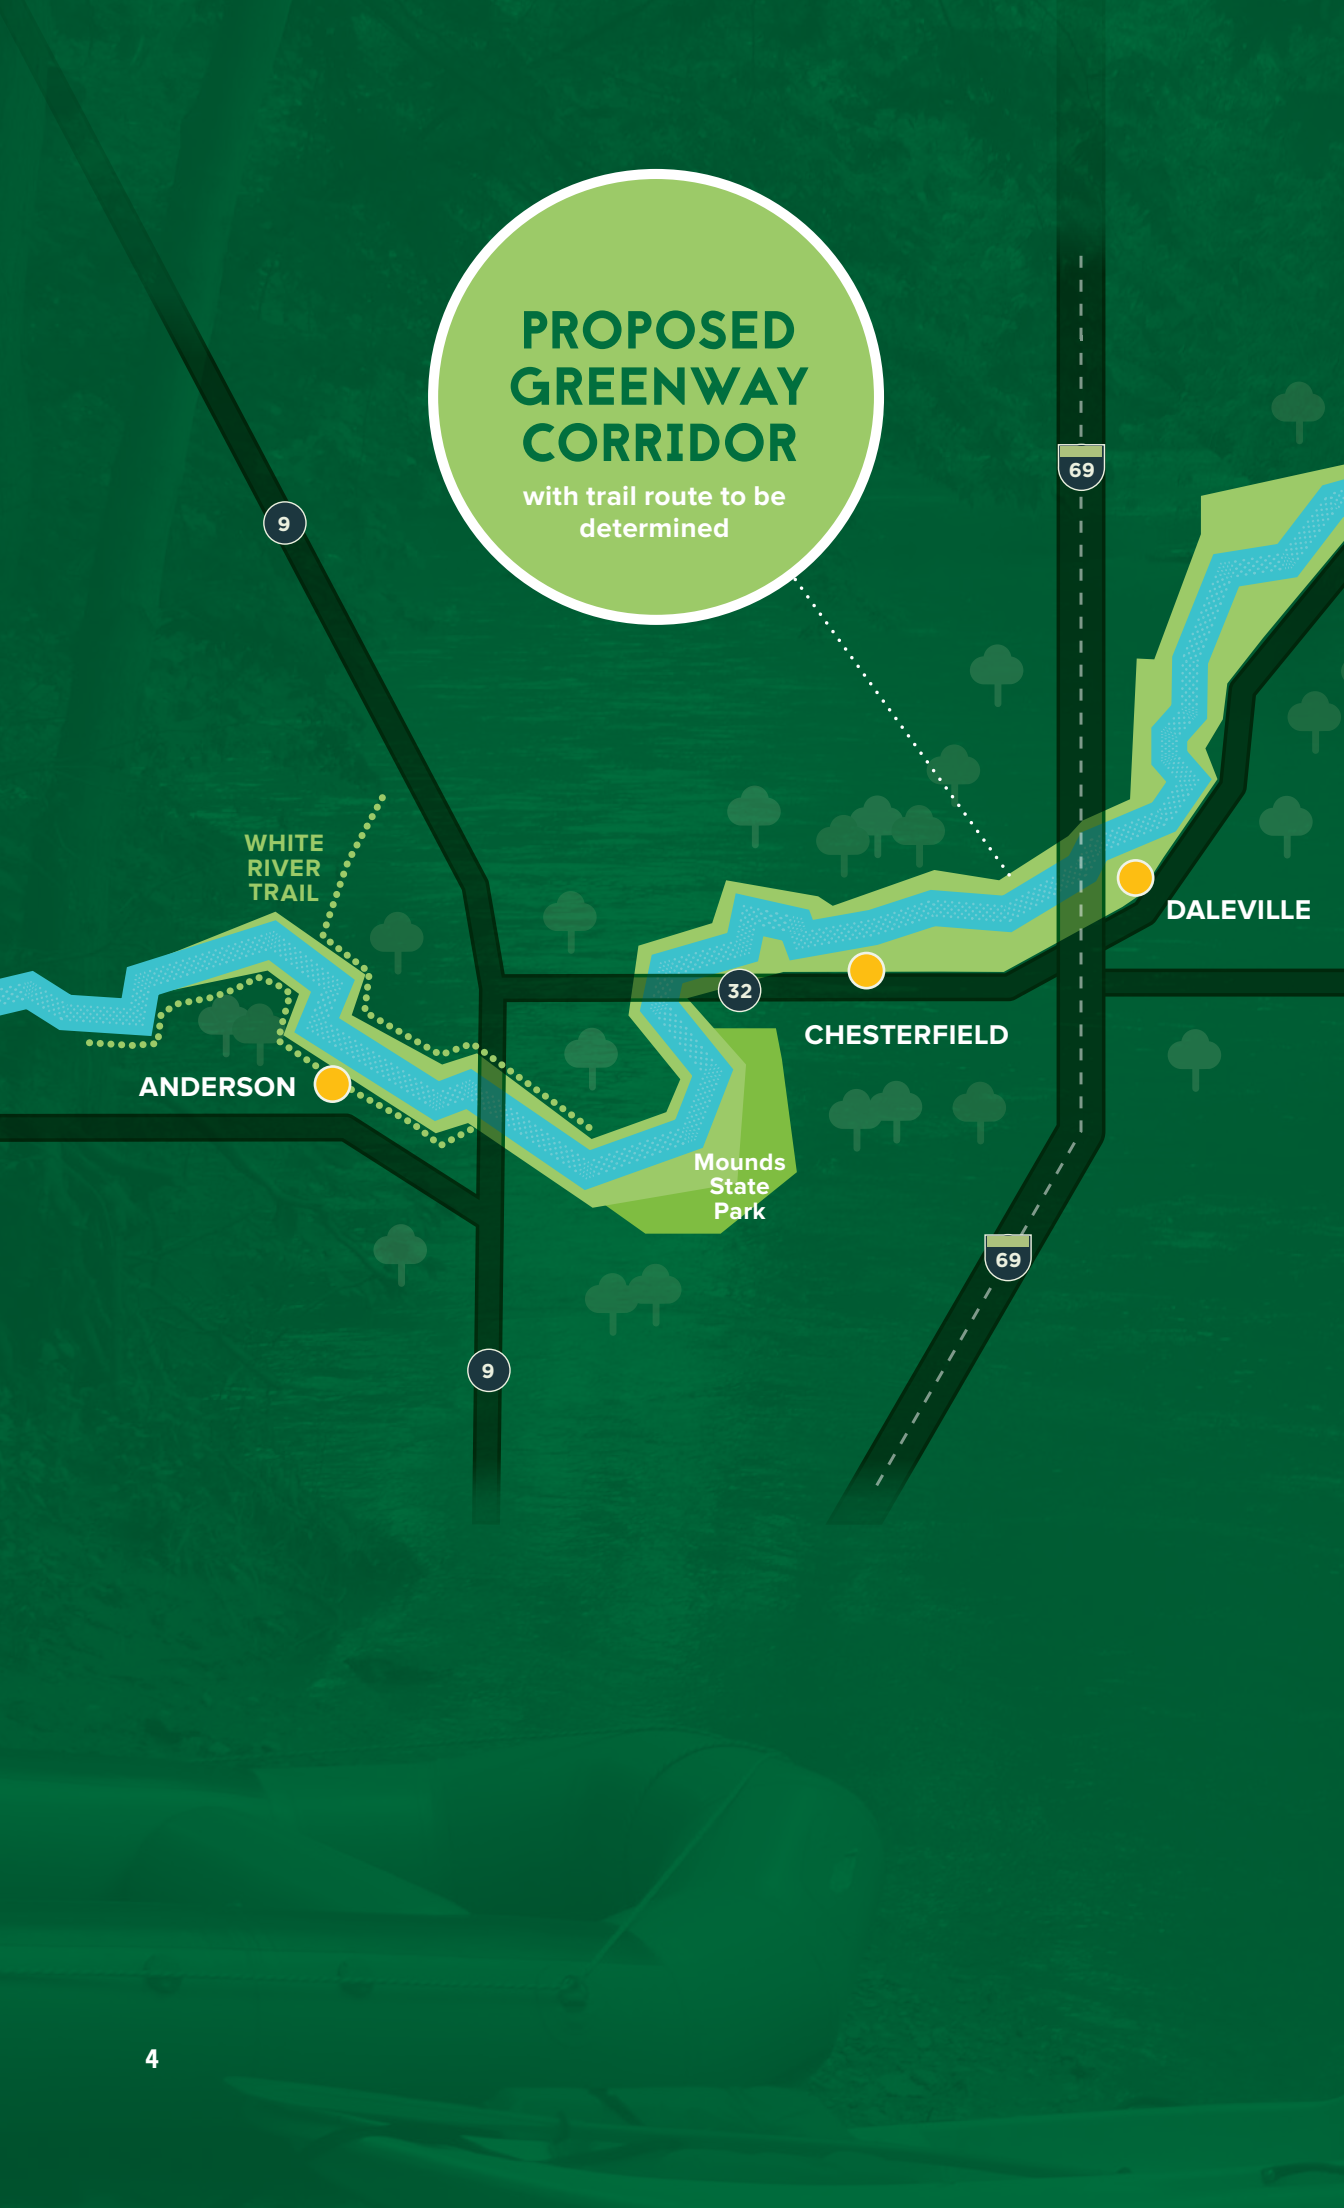 PROPOSED
GREENWAY
CORRIDOR
with trail route to be
determined
69
9
WHITE
RIVER
TRAIL
DALEVILLE
32
CHESTERFIELD
ANDERSON
Mounds
State
Park
69
9
4